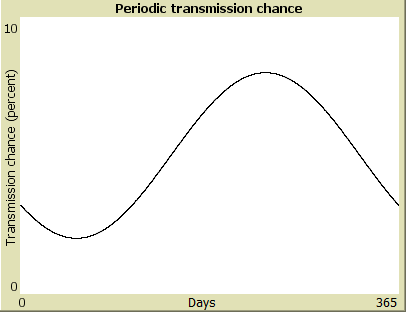 Periodic transmission chance
10
Transmission chance (percent)
0
0 Days 365